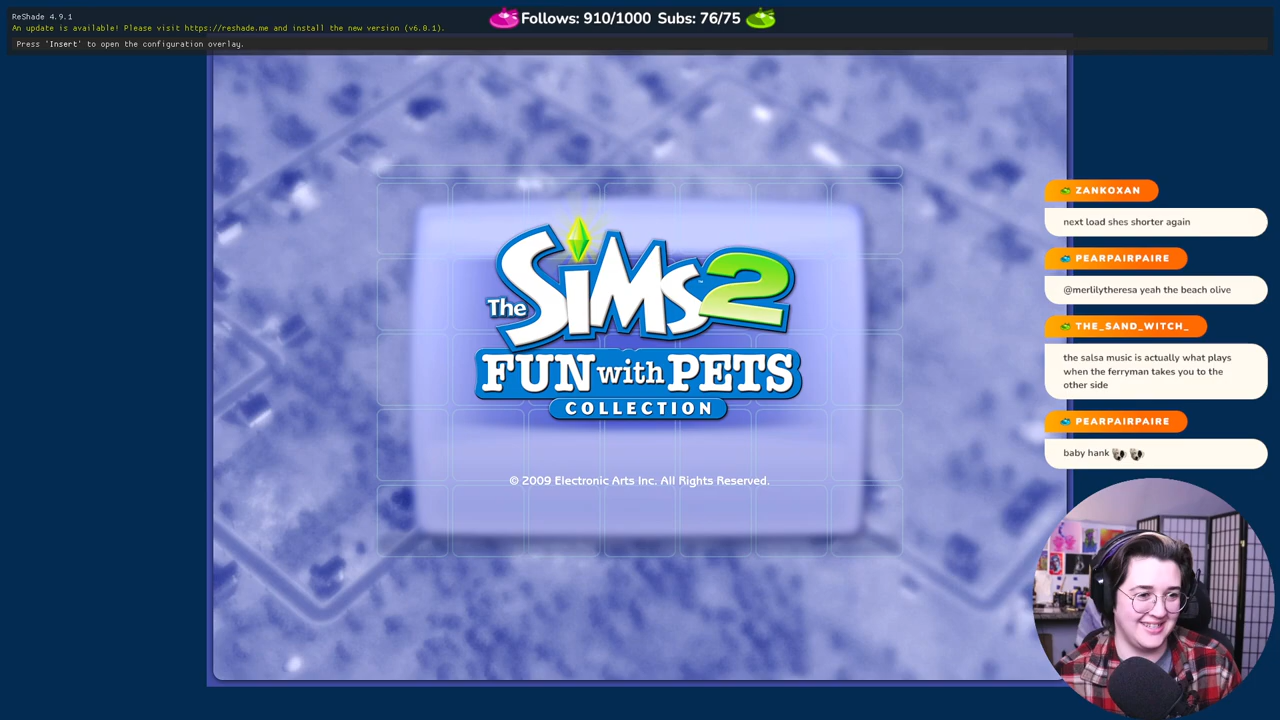 ReShade 4.9.1
An update is available! Please visit https://reshade.me and install the new version (v6.0.1).
Press 'Insert' to open the configuration overlay.
Follows: 910/1000 Subs: 76/75
The SiMS 2
FUN with PETS
COLLECTION
© 2009 Electronic Arts Inc. All Rights Reserved.
ZANKOXAN
next load shes shorter again
PEARPAIRPAIRE
@merlilytheresa yeah the beach olive
THE_SAND_WITCH_
the salsa music is actually what plays
when the ferryman takes you to the
other side
PEARPAIRPAIRE
baby hank